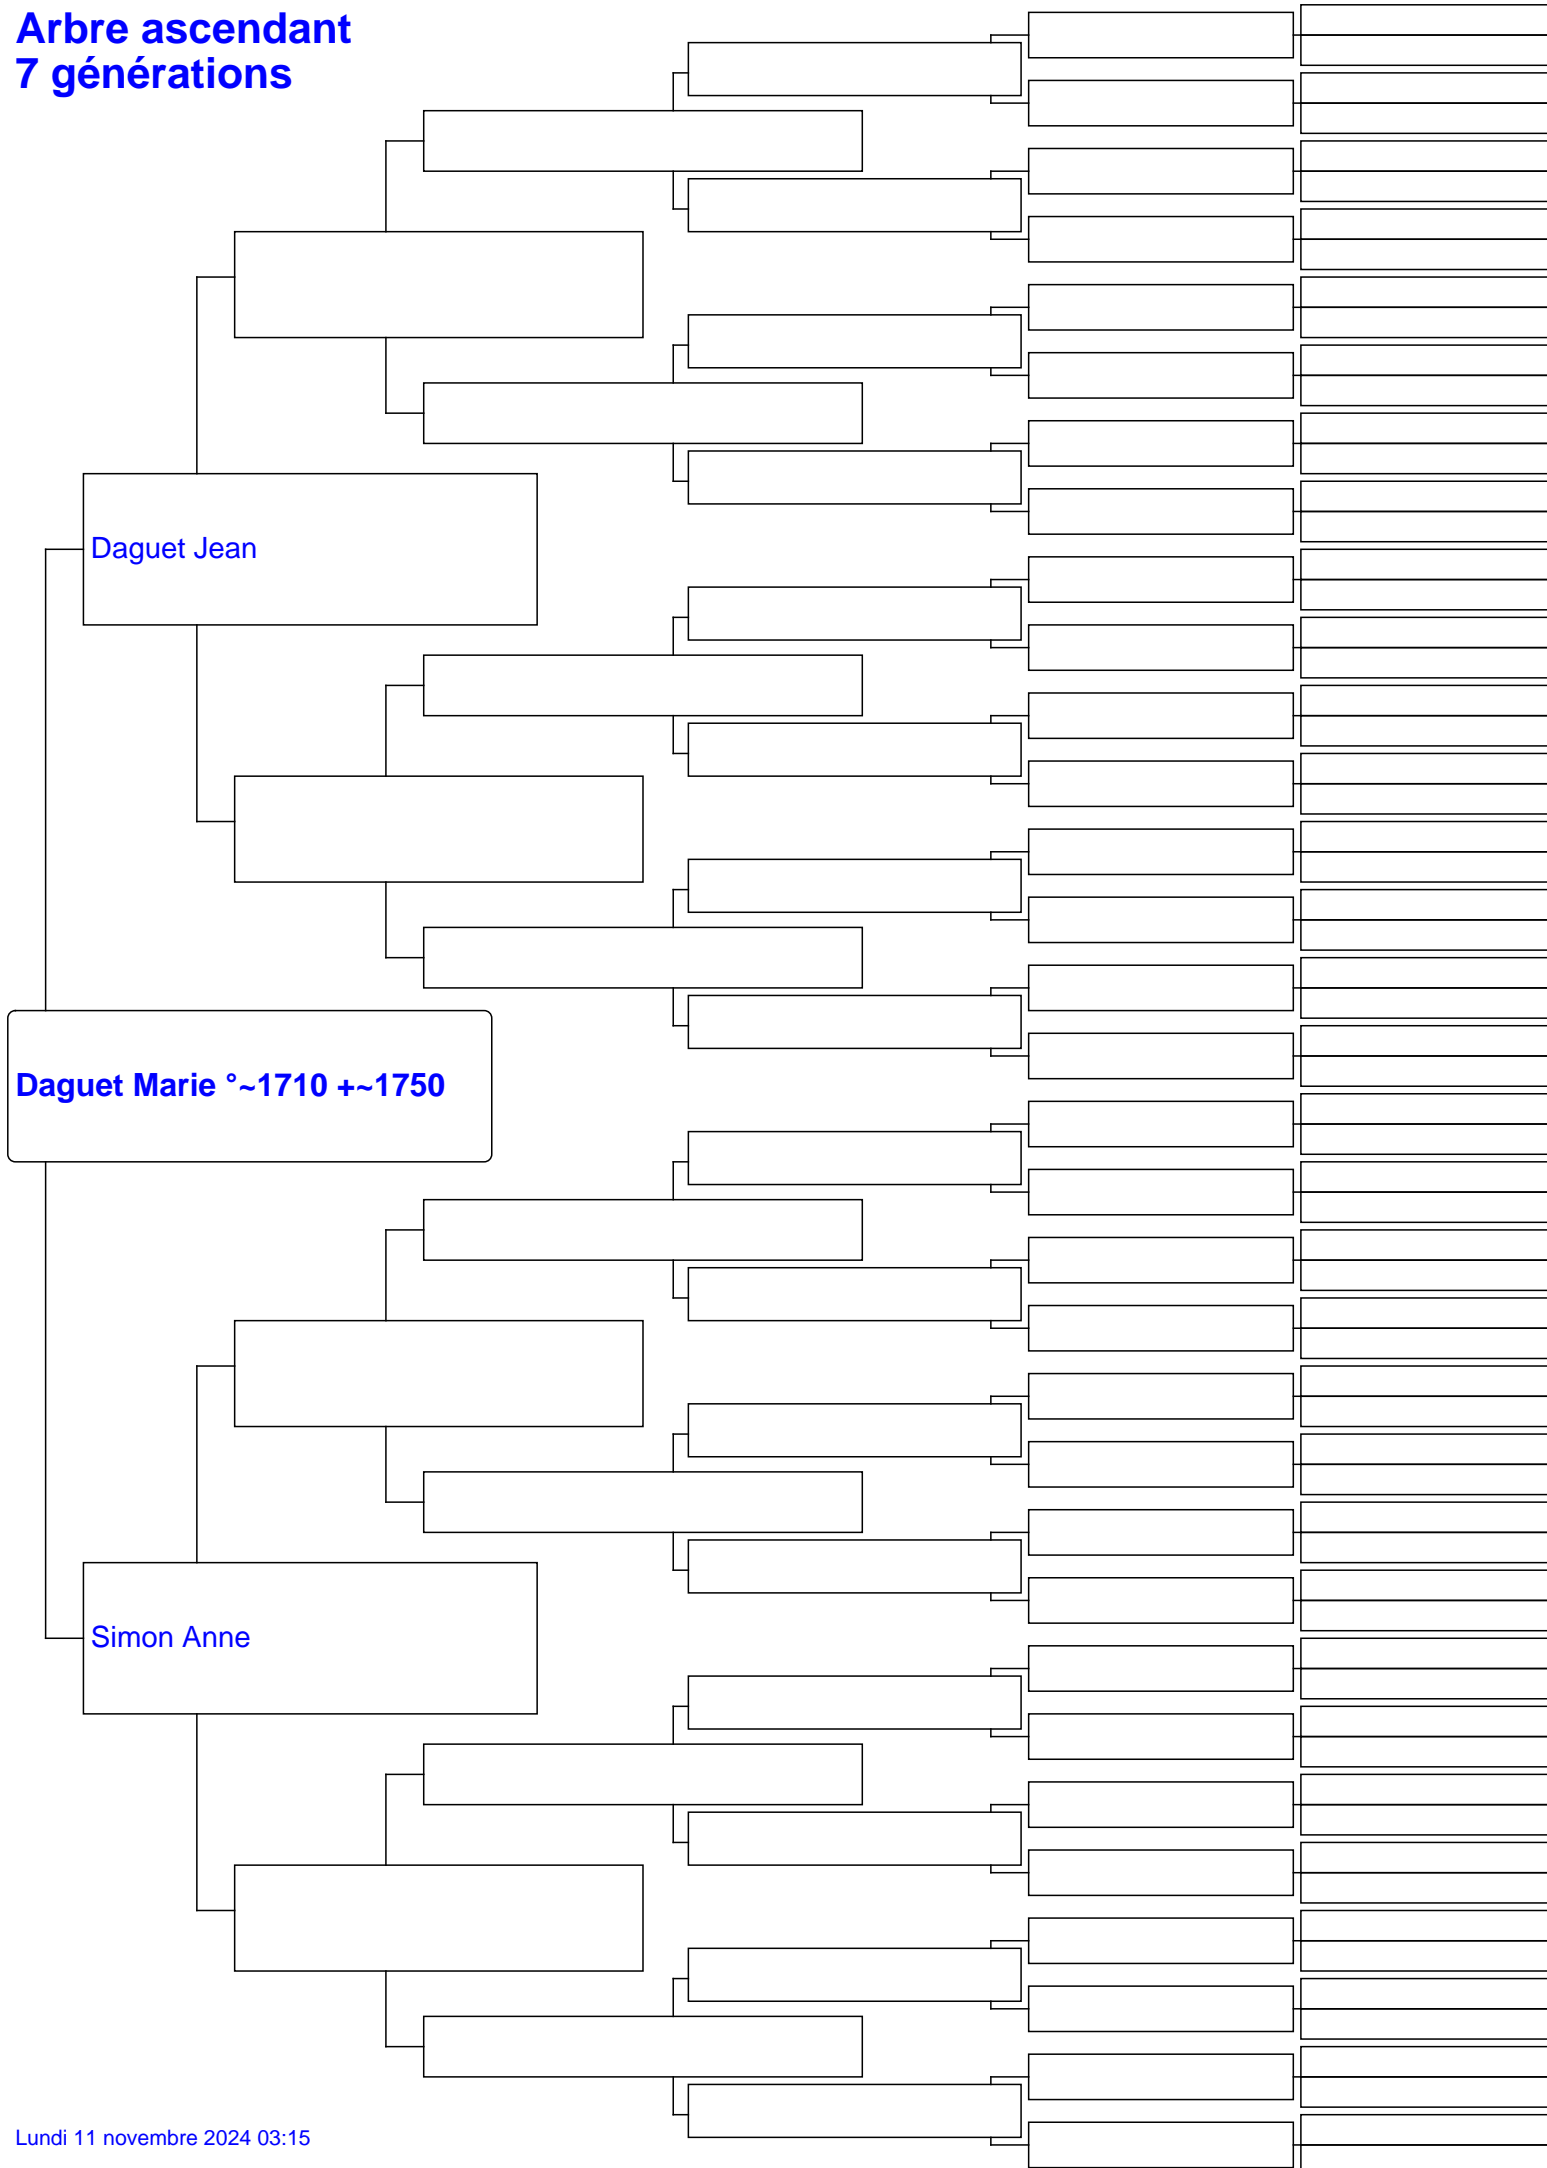 Arbre ascendant
7 générations
Daguet Jean
Daguet Marie °~1710 +~1750
Simon Anne
Lundi 11 novembre 2024 03:15